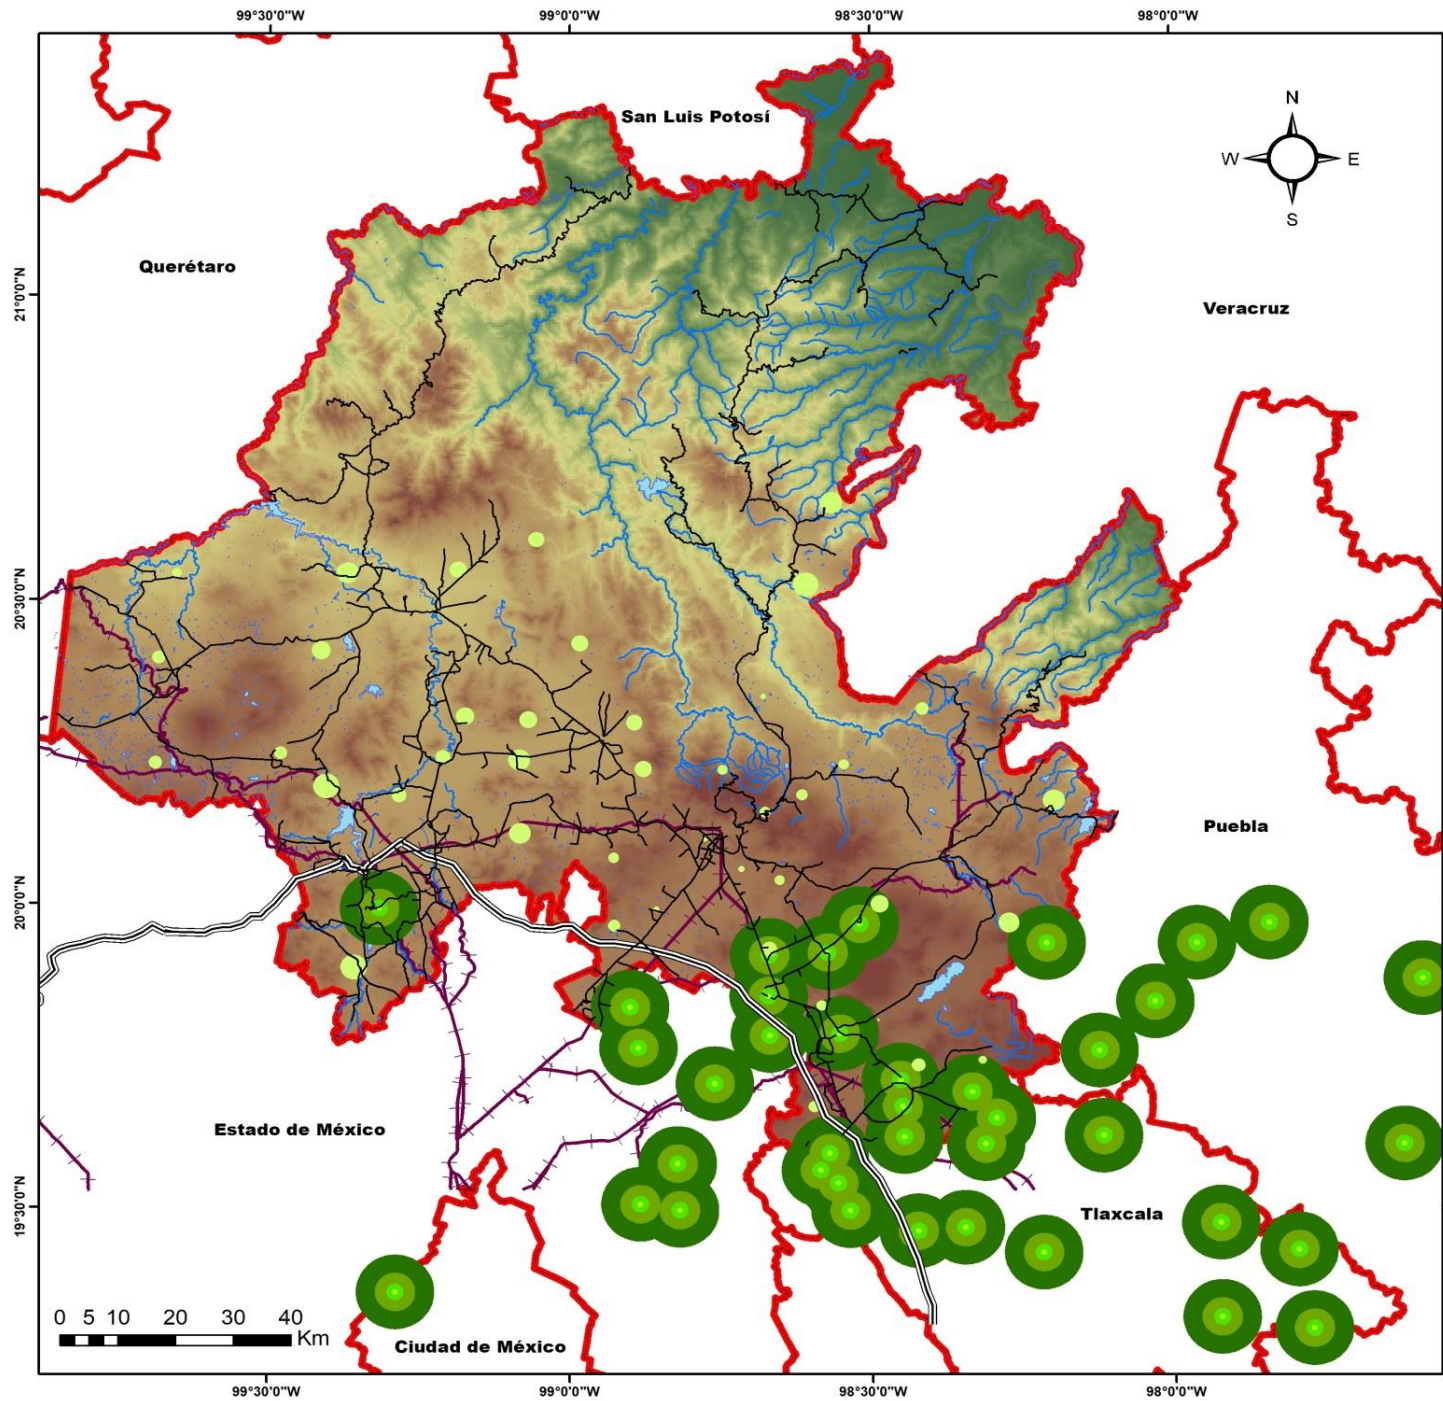 99°30'0"W 99°0'0"W 98°30'0"W 98°0'0"W
N
San Luis Potosí
W E
S
Querétaro
21°0'0"N
Veracruz
20°30'0"N
Puebla
20°0'0"N
Estado de México
19°30'0"N
Tlaxcala
0 5 10 20 30 40
Km
Ciudad de México
99°30'0"W 99°0'0"W 98°30'0"W 98°0'0"W